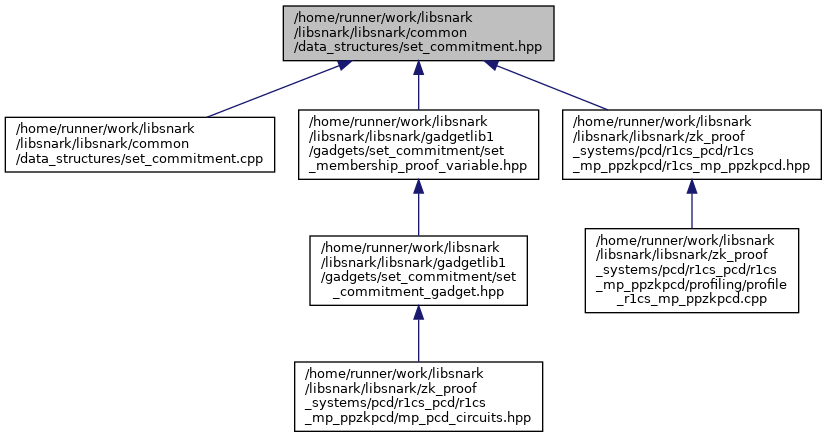 /home/runner/work/libsnark
/libsnark/libsnark/common
/data_structures/set_commitment.hpp
/home/runner/work/libsnark
/libsnark/libsnark/common
/data_structures/set_commitment.cpp
/home/runner/work/libsnark
/libsnark/libsnark/gadgetlib1
/gadgets/set_commitment/set
_membership_proof_variable.hpp
/home/runner/work/libsnark
/libsnark/libsnark/zk_proof
_systems/pcd/r1cs_pcd/r1cs
_mp_ppzkpcd/r1cs_mp_ppzkpcd.hpp
/home/runner/work/libsnark
/libsnark/libsnark/gadgetlib1
/gadgets/set_commitment/set
_commitment_gadget.hpp
/home/runner/work/libsnark
/libsnark/libsnark/zk_proof
_systems/pcd/r1cs_pcd/r1cs
_mp_ppzkpcd/profiling/profile
_r1cs_mp_ppzkpcd.cpp
/home/runner/work/libsnark
/libsnark/libsnark/zk_proof
_systems/pcd/r1cs_pcd/r1cs
_mp_ppzkpcd/mp_pcd_circuits.hpp